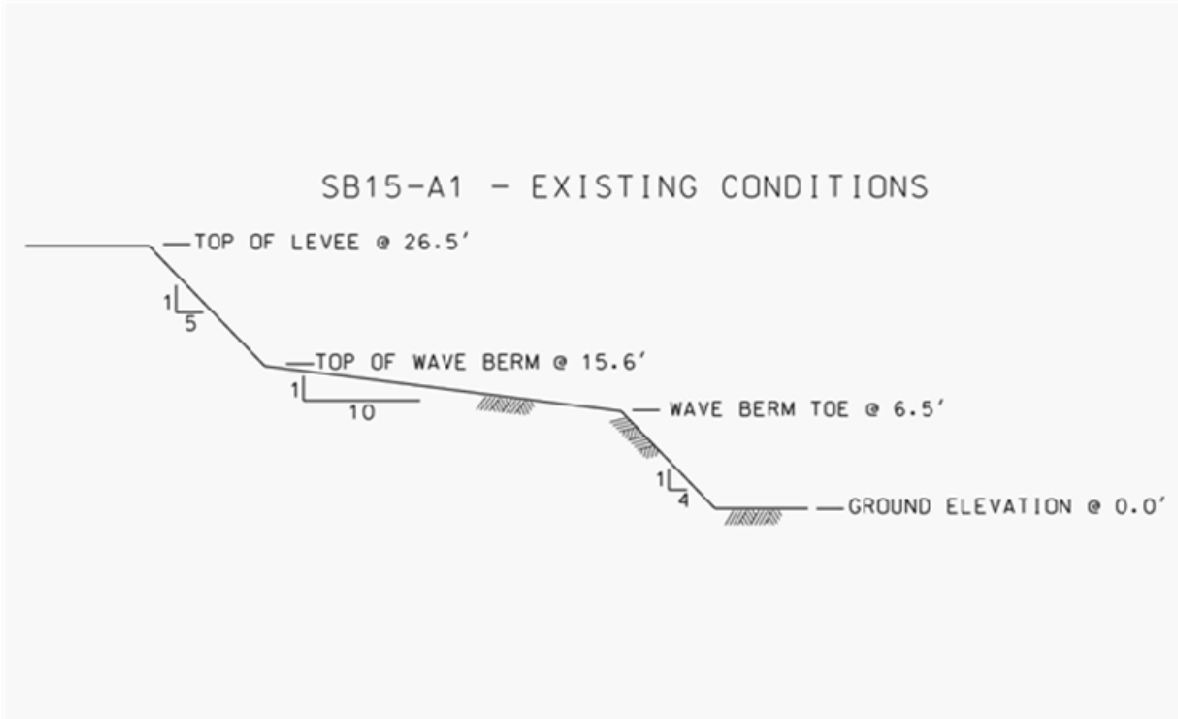 SB15-A1 - EXISTING CONDITIONS
TOP OF LEVEE @ 26.5'
1
5
TOP OF WAVE BERM @ 15.6'
1
10
WAVE BERM TOE @ 6.5'
1
4
GROUND ELEVATION @ 0.0'